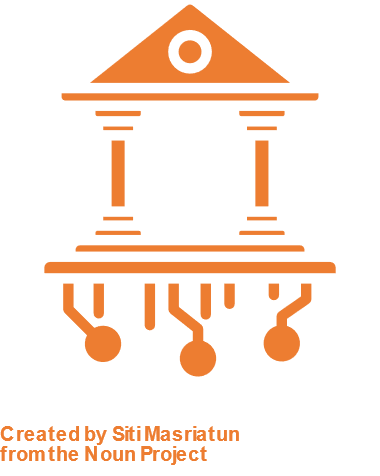 Created by Siti Masriatun
from the Noun Project